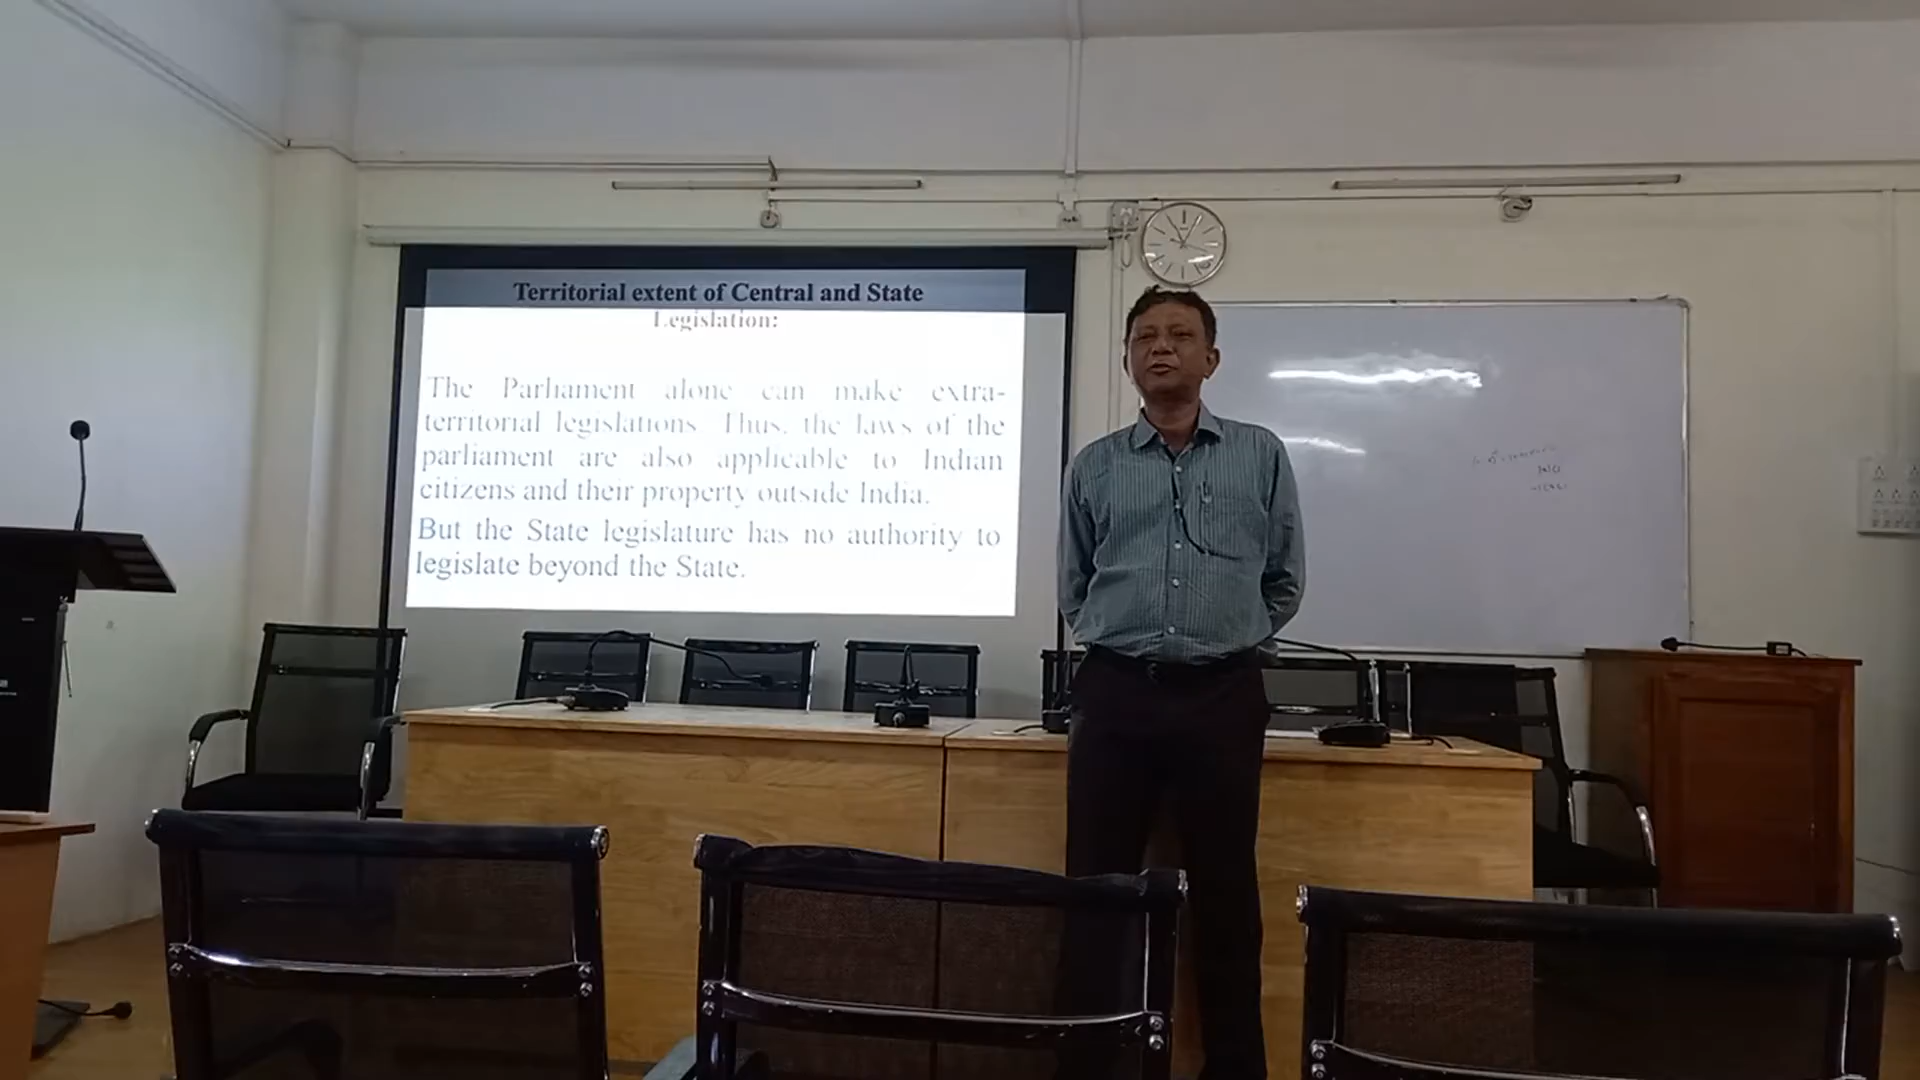 Territorial extent of Central and State
Legislation:
The Parliament alone can make extra-
territorial legislations. Thus, the laws of the
parliament are also applicable to Indian
citizens and their property outside India.
But the State legislature has no authority to
legislate beyond the State.